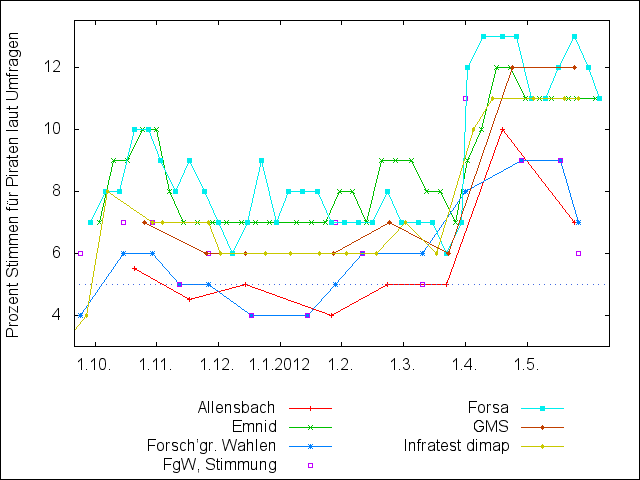 Prozent Stimmen für Piraten laut Umfragen
12
10
8
6
4
1.10. 1.11. 1.12. 1.1.2012 1.2. 1.3. 1.4. 1.5.
Allensbach
Emnid
Forsch'gr. Wahlen
FgW, Stimmung
Forsa
GMS
Infratest dimap